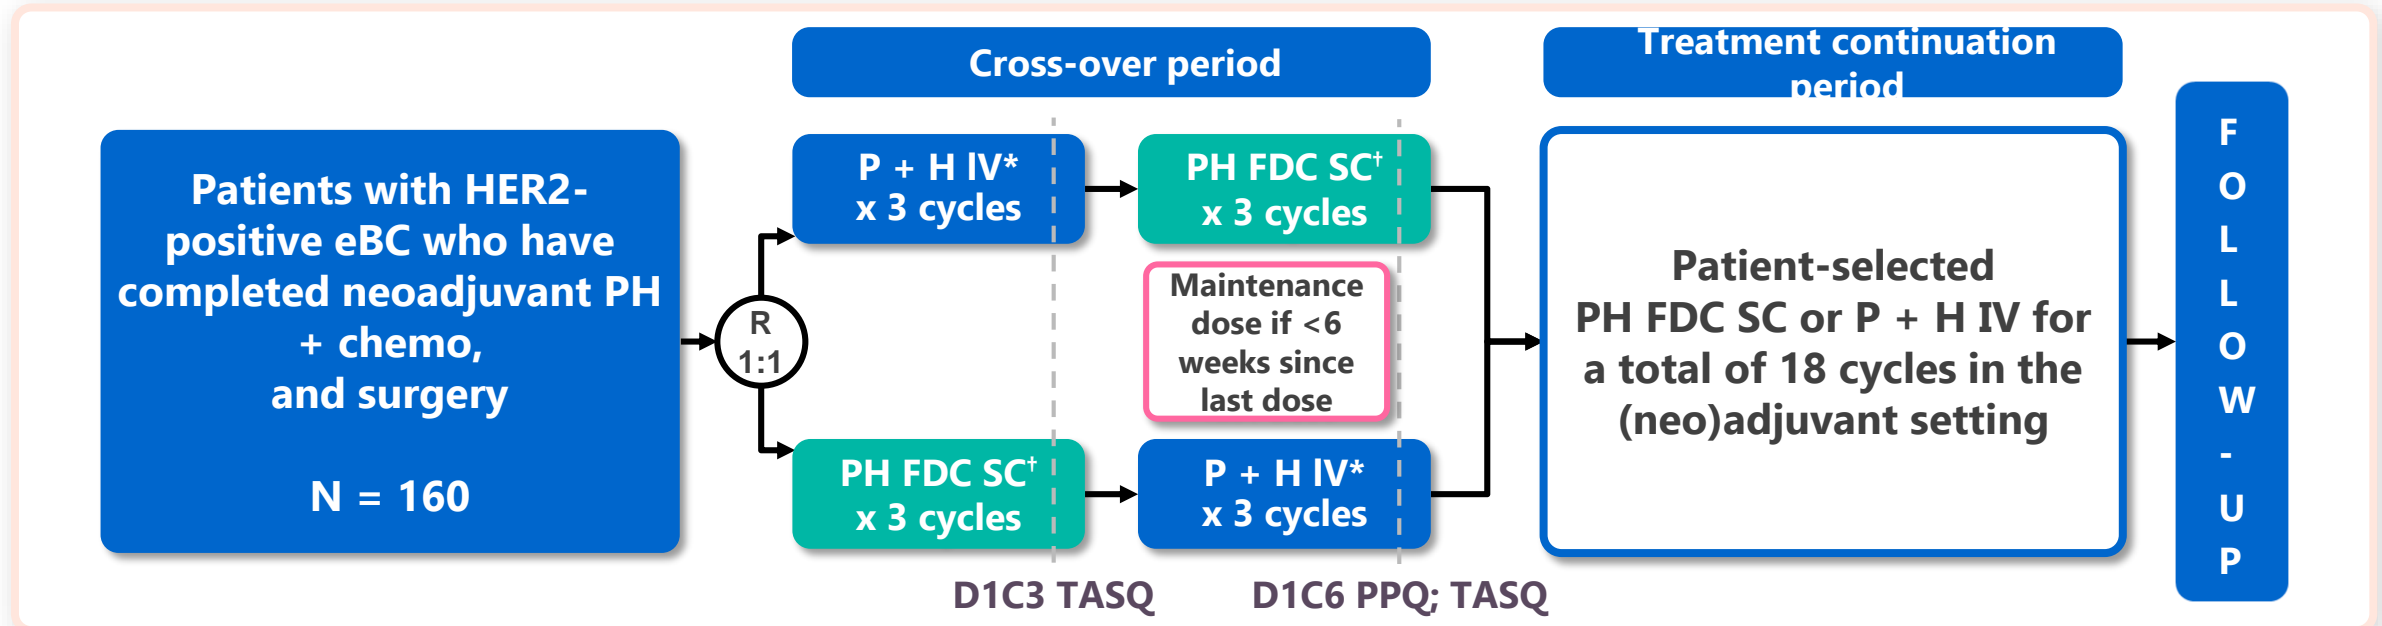 Cross-over period
Treatment continuation
period
Patients with HER2-
positive eBC who have
completed neoadjuvant PH
+ chemo,
and surgery
N = 160
R
1:1
P + H IV*
x 3 cycles
PH FDC SC†
x 3 cycles
Maintenance
dose if <6
weeks since
last dose
PH FDC SC†
x 3 cycles
P + H IV*
x 3 cycles
D1C3 TASQ
D1C6 PPQ; TASQ
Patient-selected
PH FDC SC or P + H IV for
a total of 18 cycles in the
(neo)adjuvant setting
F
O
L
L
O
W
-
U
P